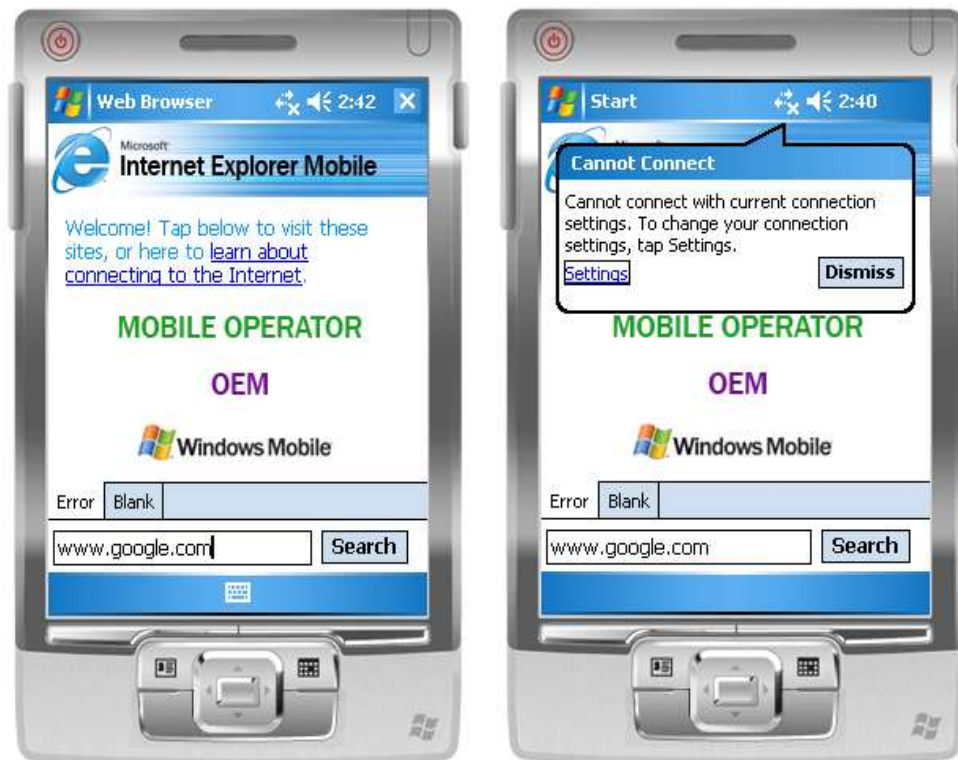 Web Browser 2:42
Microsoft
Internet Explorer Mobile
Welcome! Tap below to visit these
sites, or here to learn about
connecting to the Internet.
MOBILE OPERATOR
OEM
Windows Mobile
Error Blank
www.google.com Search
Start 2:40
Cannot Connect
Cannot connect with current connection
settings. To change your connection
settings, tap Settings.
Settings Dismiss
MOBILE OPERATOR
OEM
Windows Mobile
Error Blank
www.google.com Search